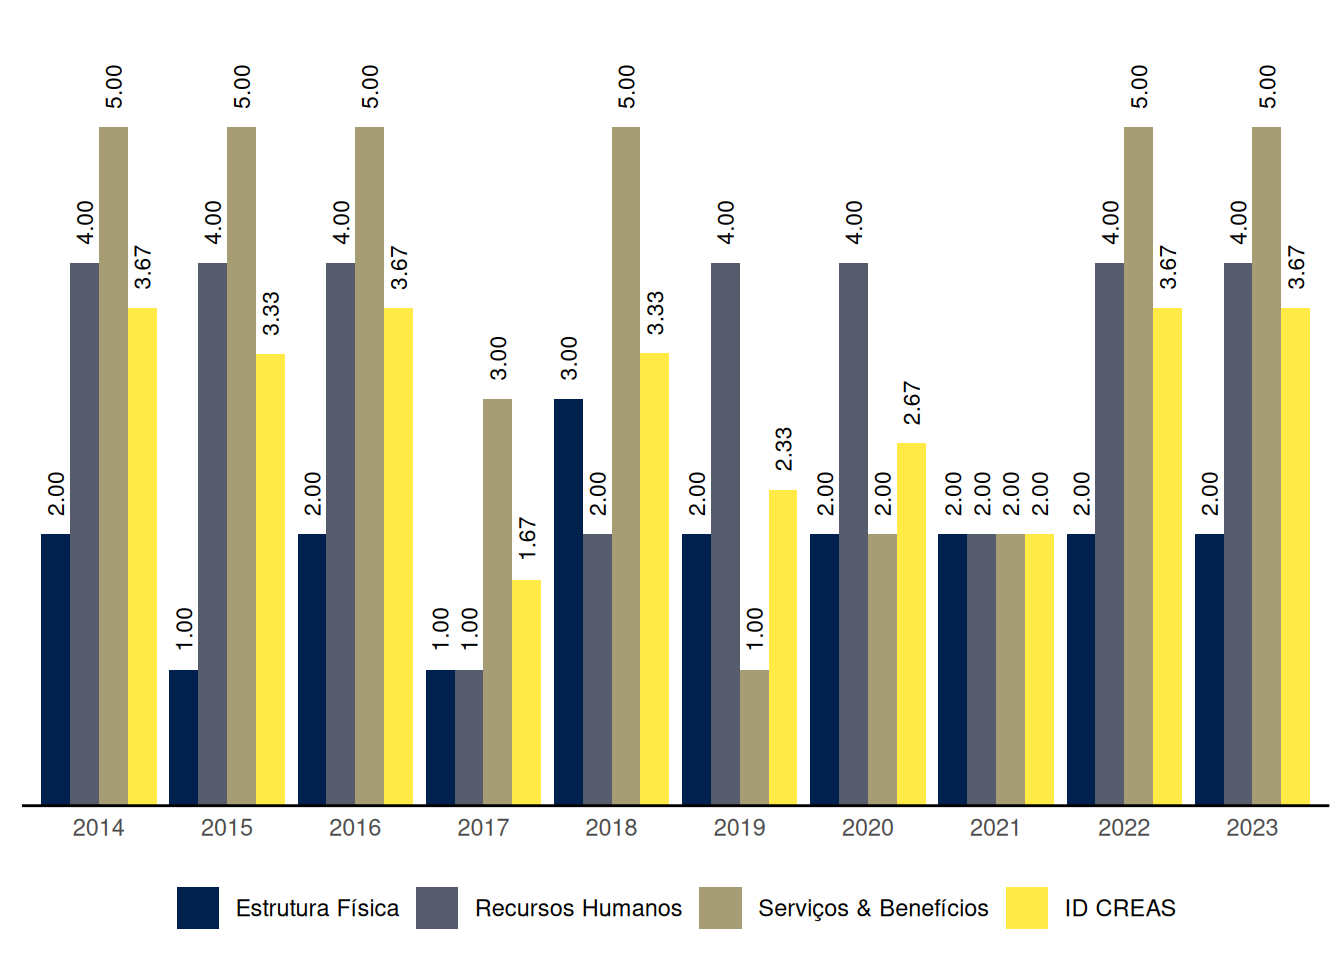 2.00 4.00 5.00 3.67
1.00 4.00 5.00 3.33
2.00 4.00 5.00 3.67
1.00 1.00 3.00 1.67
3.00 2.00 5.00 3.33
2.00 4.00 1.00 2.33
2.00 4.00 2.00 2.67
2.00 2.00 2.00 2.00
2.00 4.00 5.00 3.67
2.00 4.00 5.00 3.67
2014 2015 2016 2017 2018 2019 2020 2021 2022 2023
Estrutura Física Recursos Humanos Serviços & Benefícios ID CREAS